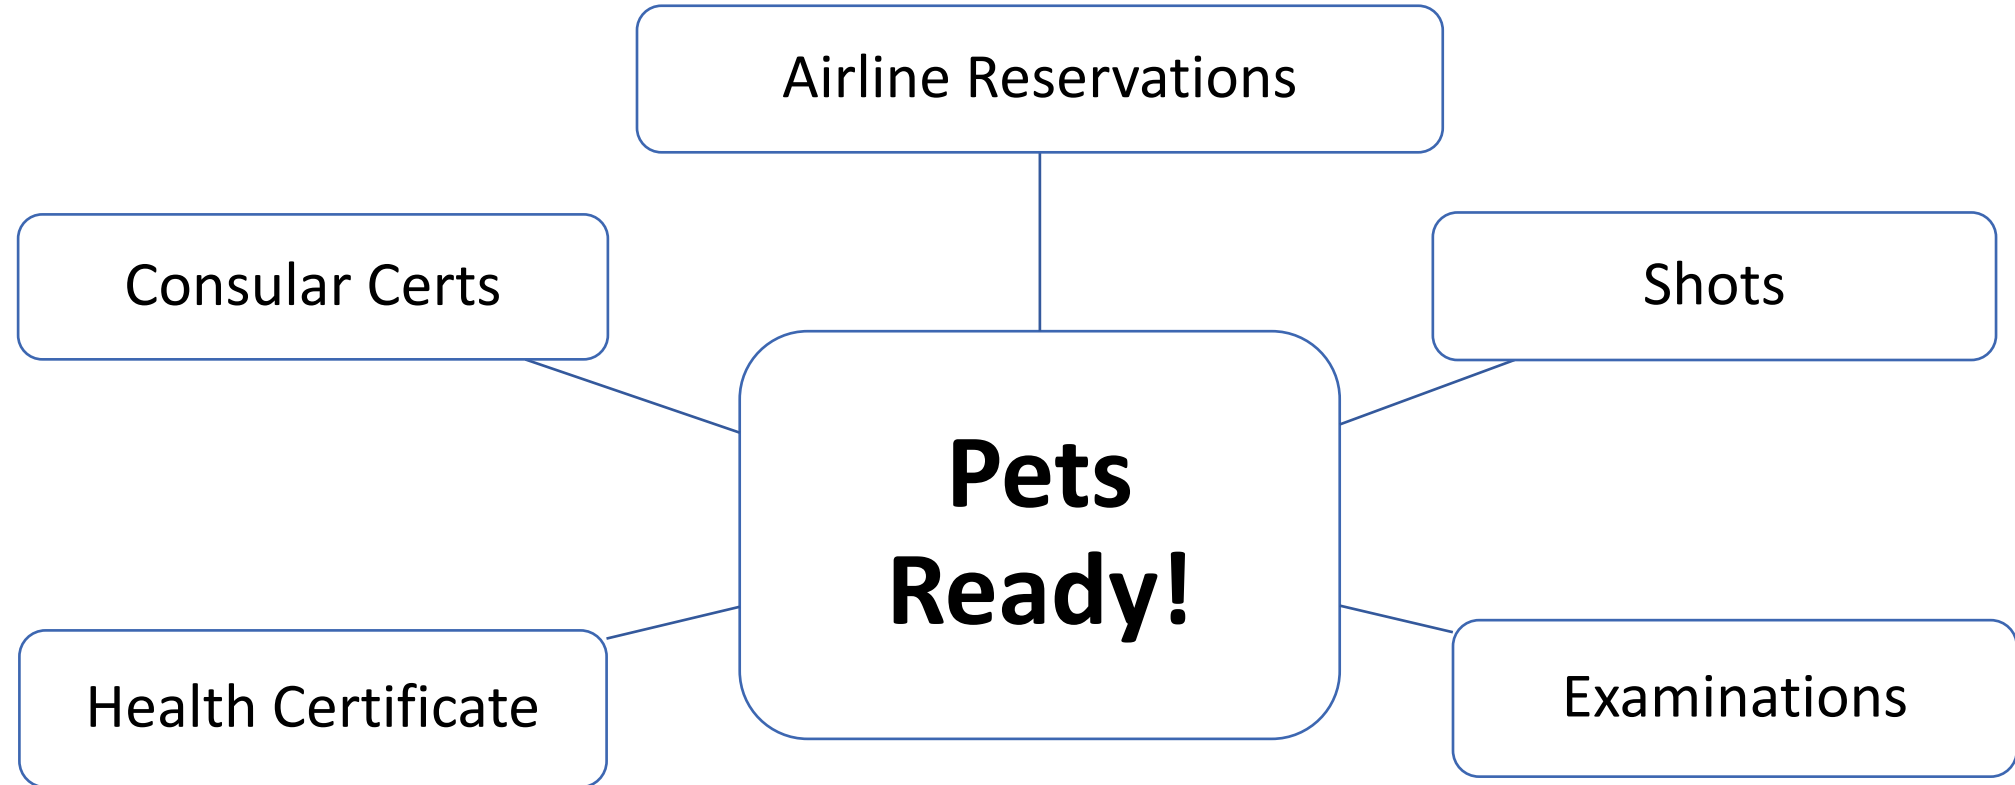 Airline Reservations
Consular Certs
Shots
Pets
Ready!
Health Certificate
Examinations